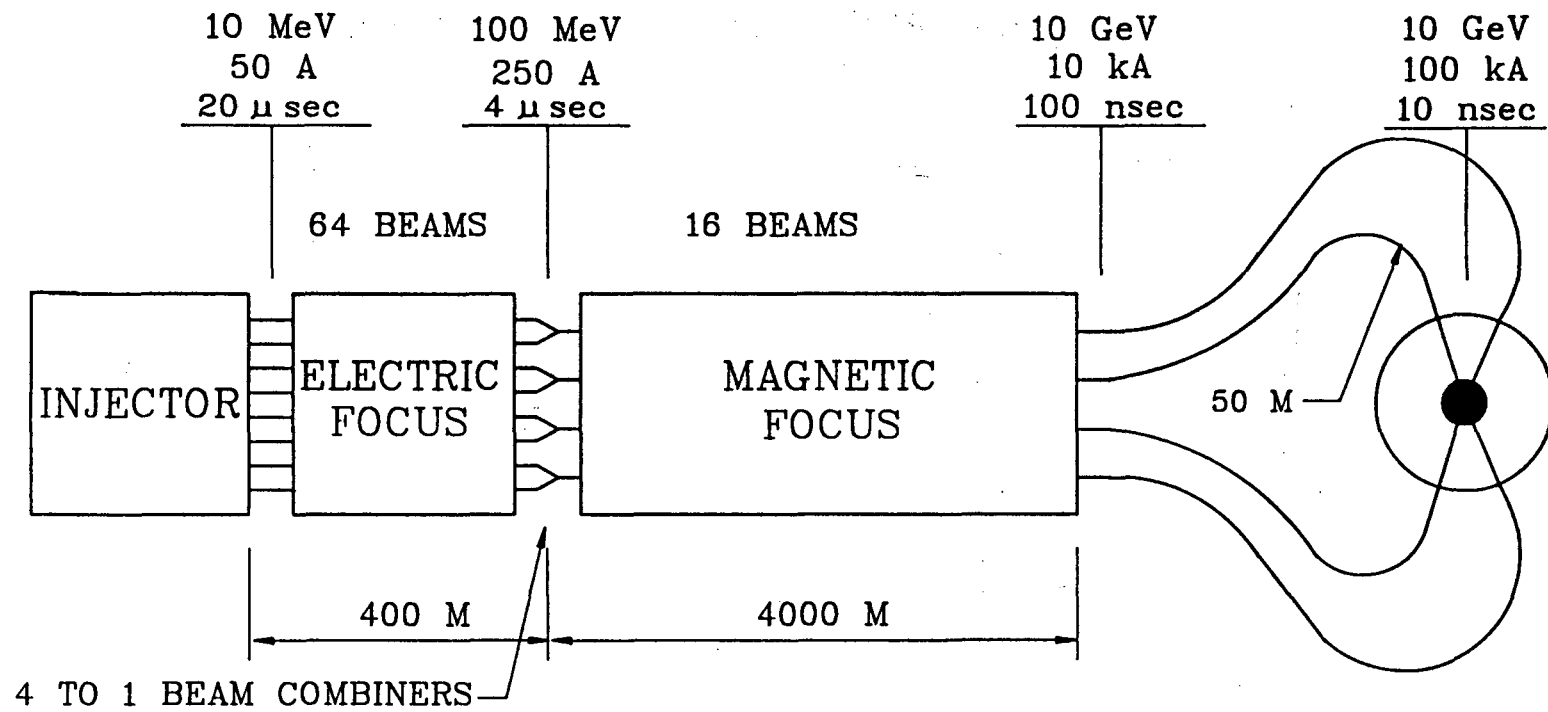 10 MeV
50 A
20 μ sec
100 MeV
250 A
4 μ sec
10 GeV
10 kA
100 nsec
10 GeV
100 kA
10 nsec
64 BEAMS
16 BEAMS
INJECTOR
ELECTRIC
FOCUS
MAGNETIC
FOCUS
50 M
400 M
4000 M
4 TO 1 BEAM COMBINERS